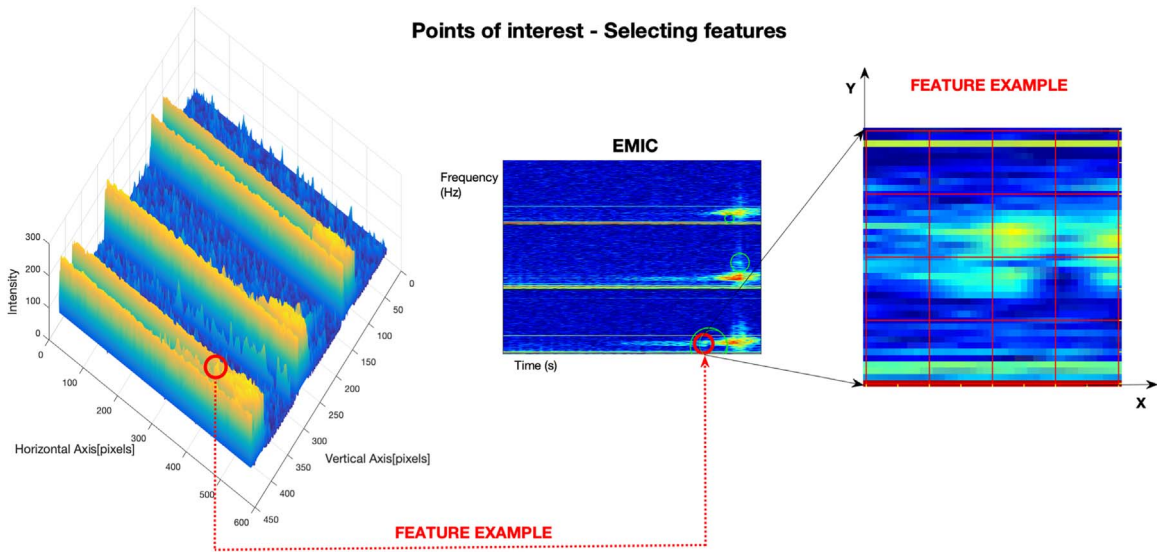 Points of interest - Selecting features
Y
FEATURE EXAMPLE
EMIC
Frequency
(Hz)
Time (s)
X
300
200
100
0
Intensity
0
100
200
300
400
500
600
Horizontal Axis[pixels]
0
50
100
150
200
250
300
350
400
450
Vertical Axis[pixels]
FEATURE EXAMPLE